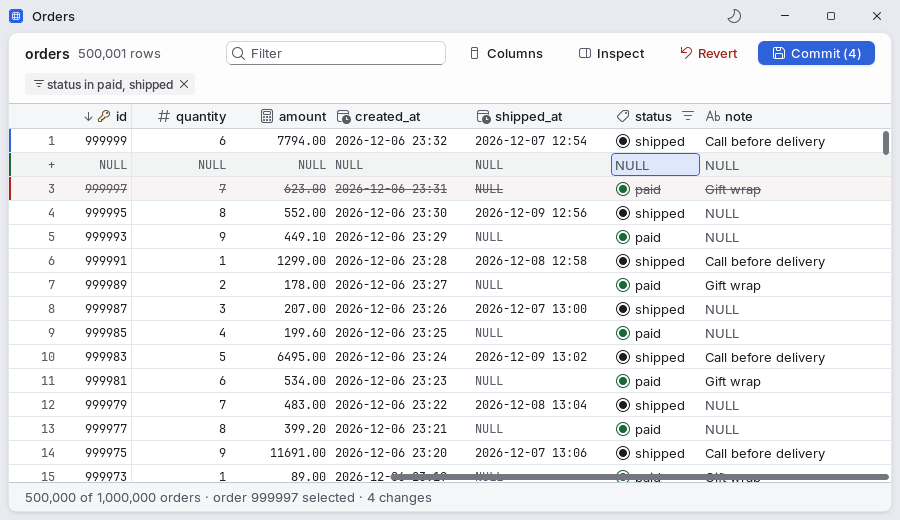 Orders
orders 500,001 rows Filter Columns Inspect Revert Commit (4)
status in paid, shipped
id quantity amount created_at shipped_at status Ab note
1 999999 6 7794.00 2026-12-06 23:32 2026-12-07 12:54 shipped Call before delivery
+ NULL NULL NULL NULL NULL NULL NULL
3 999997 7 623.00 2026-12-06 23:31 NULL paid Gift wrap
4 999995 8 552.00 2026-12-06 23:30 2026-12-09 12:56 shipped NULL
5 999993 9 449.10 2026-12-06 23:29 NULL paid NULL
6 999991 1 1299.00 2026-12-06 23:28 2026-12-08 12:58 shipped Call before delivery
7 999989 2 178.00 2026-12-06 23:27 NULL paid Gift wrap
8 999987 3 207.00 2026-12-06 23:26 2026-12-07 13:00 shipped NULL
9 999985 4 199.60 2026-12-06 23:25 NULL paid NULL
10 999983 5 6495.00 2026-12-06 23:24 2026-12-09 13:02 shipped Call before delivery
11 999981 6 534.00 2026-12-06 23:23 NULL paid Gift wrap
12 999979 7 483.00 2026-12-06 23:22 2026-12-08 13:04 shipped NULL
13 999977 8 399.20 2026-12-06 23:21 NULL paid NULL
14 999975 9 11691.00 2026-12-06 23:20 2026-12-07 13:06 shipped Call before delivery
15 999973 1 89.00 2026-12-06 23:19 NULL paid Gift wrap
500,000 of 1,000,000 orders · order 999997 selected · 4 changes